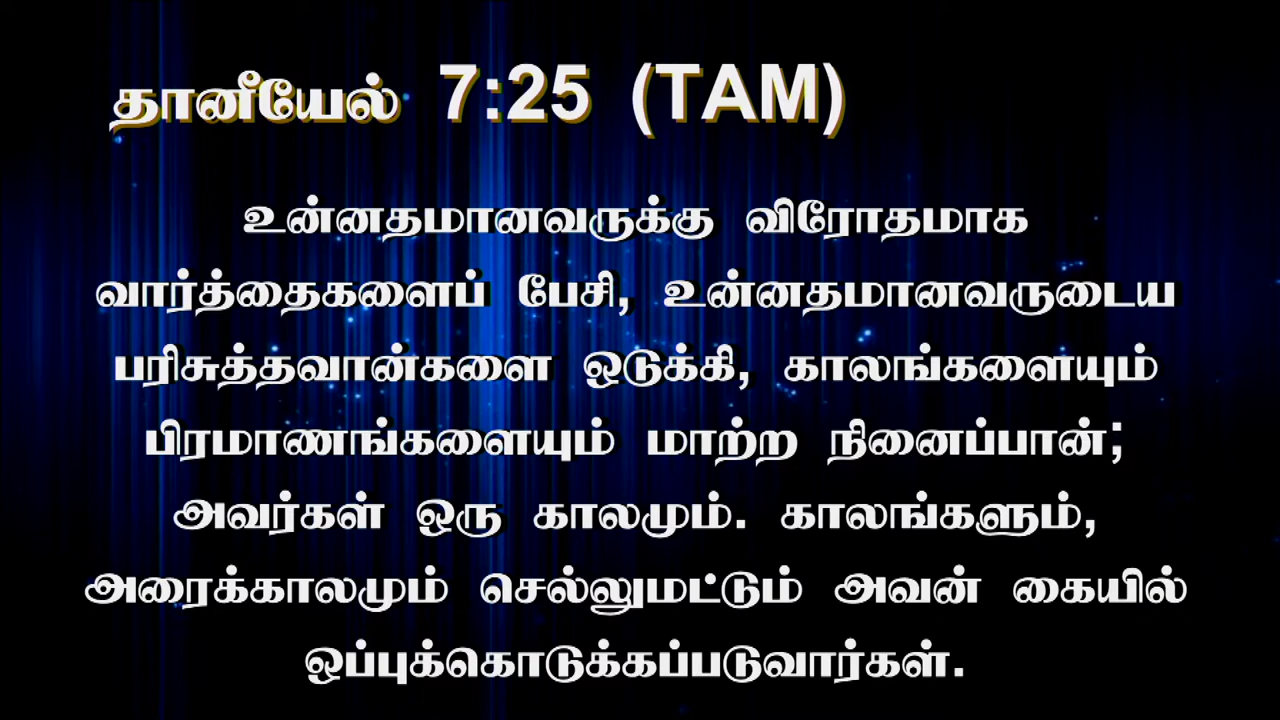 தானீயேல் 7:25 (TAM)
உன்னதமானவருக்கு விரோதமாக
வார்த்தைகளைப் பேசி, உன்னதமானவருடைய
பரிசுத்தவான்களை ஒடுக்கி, காலங்களையும்
பிரமாணங்களையும் மாற்ற நினைப்பான்;
அவர்கள் ஒரு காலமும். காலங்களும்,
அரைக்காலமும் செல்லுமட்டும் அவன் கையில்
ஒப்புக்கொடுக்கப்படுவார்கள்.